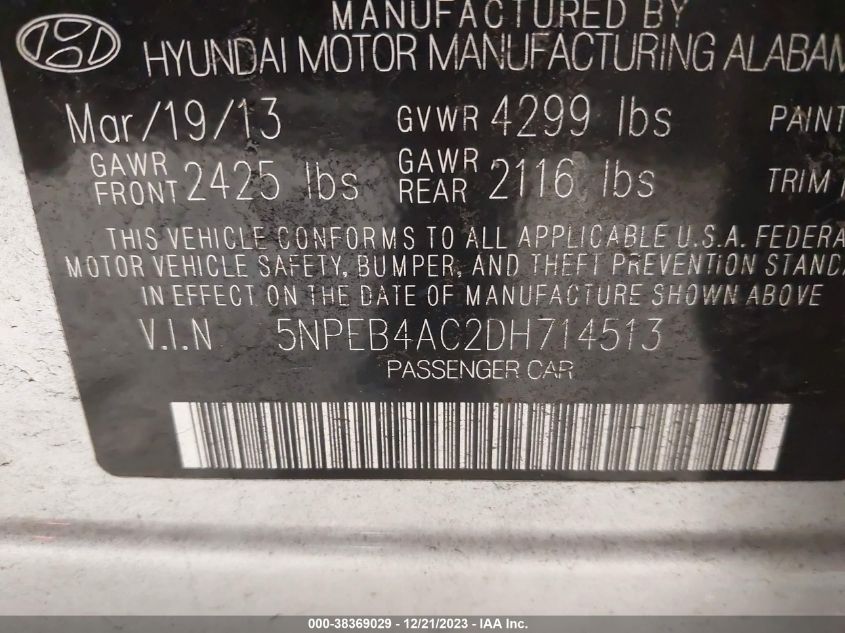 MANUFACTURED BY
HYUNDAI MOTOR MANUFACTURING ALABAM
Mar/19/13 GVWR 4299 lbs PAINT
GAWR FRONT 2425 lbs GAWR REAR 2116 lbs TRIM
THIS VEHICLE CONFORMS TO ALL APPLICABLE U.S.A. FEDERA
MOTOR VEHICLE SAFETY, BUMPER, AND THEFT PREVENTION STANDA
IN EFFECT ON THE DATE OF MANUFACTURING SHOWN ABOVE
V.I.N 5NPEB4AC2DH714513
PASSENGER CAR
000-38369029 - 12/21/2023 - IAA Inc.